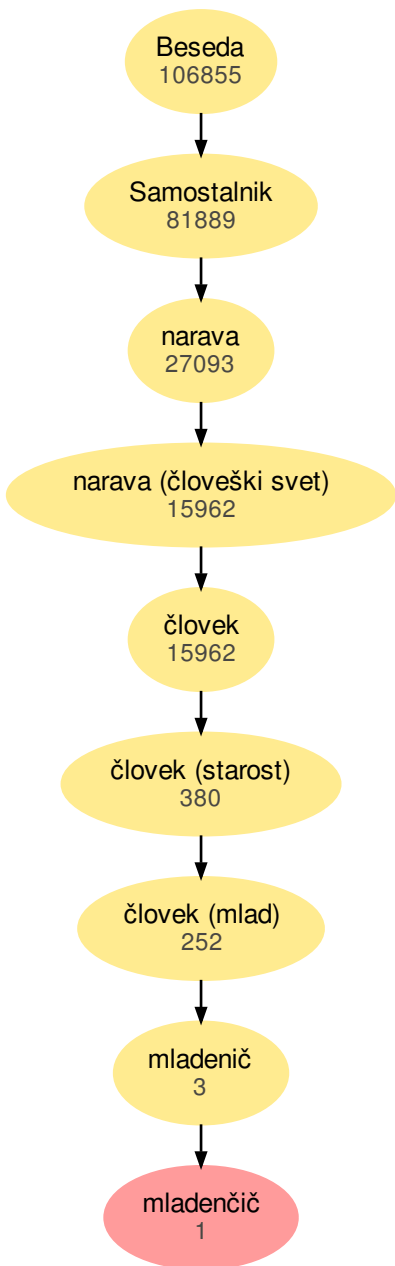 Beseda
106855
Samostalnik
81889
narava
27093
narava (človeški svet)
15962
človek
15962
človek (starost)
380
človek (mlad)
252
mladenič
3
mladenčič
1